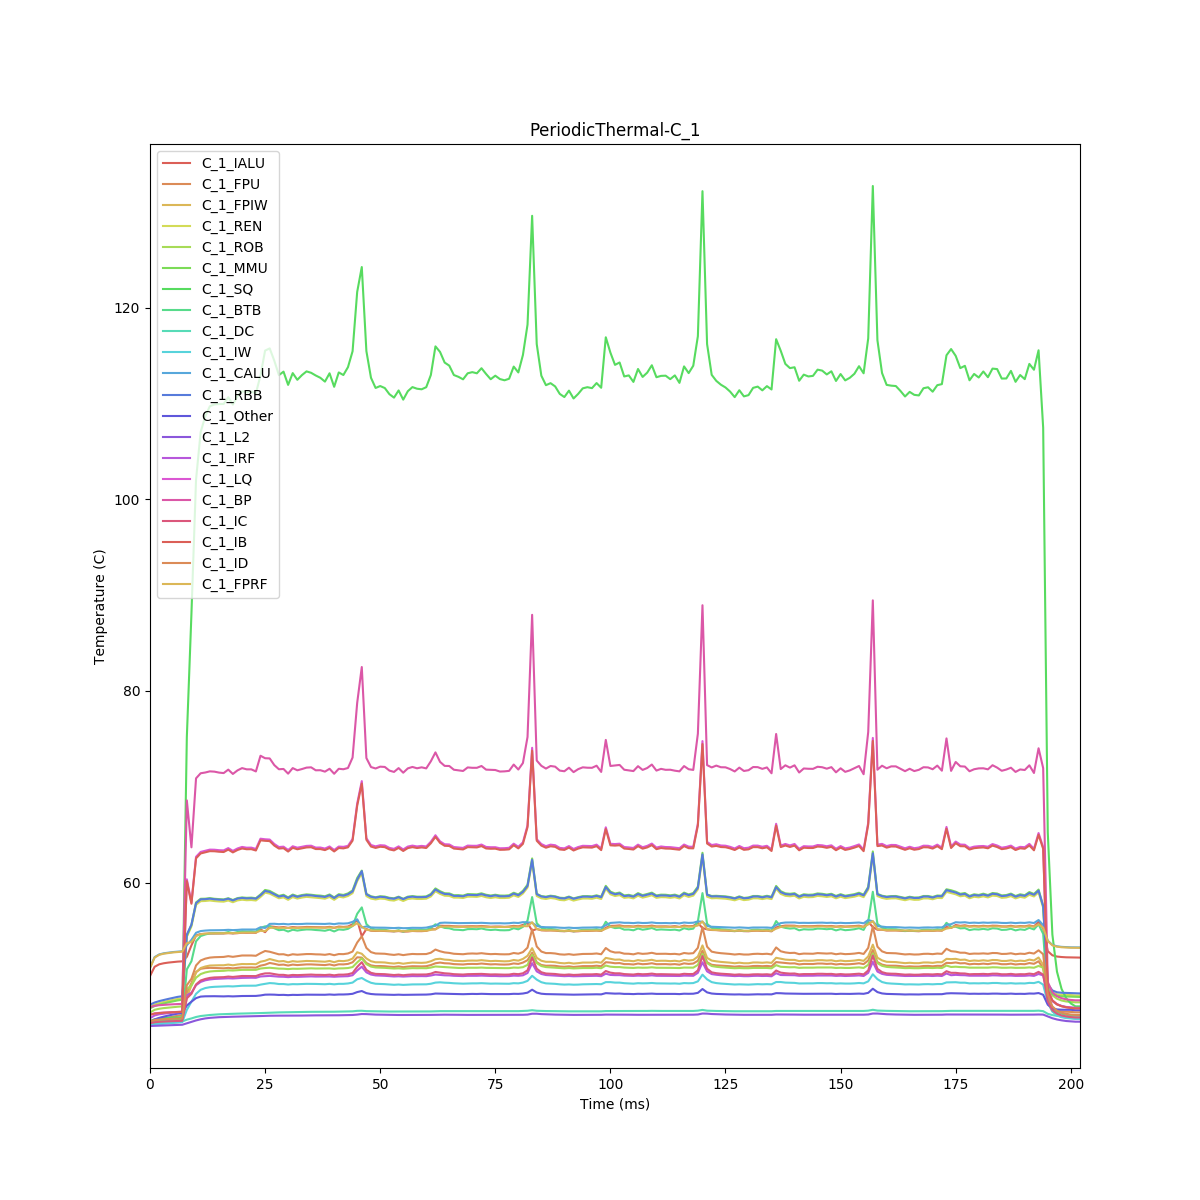 PeriodicThermal-C_1
C_1_IALU
C_1_FPU
C_1_FPIW
C_1_REN
C_1_ROB
C_1_MMU
C_1_SQ
C_1_BTB
C_1_DC
C_1_IW
C_1_CALU
C_1_RBB
C_1_Other
C_1_L2
C_1_IRF
C_1_LQ
C_1_BP
C_1_IC
C_1_IB
C_1_ID
C_1_FPRF
Temperature (C)
120
100
80
60
0 25 50 75 100 125 150 175 200
Time (ms)